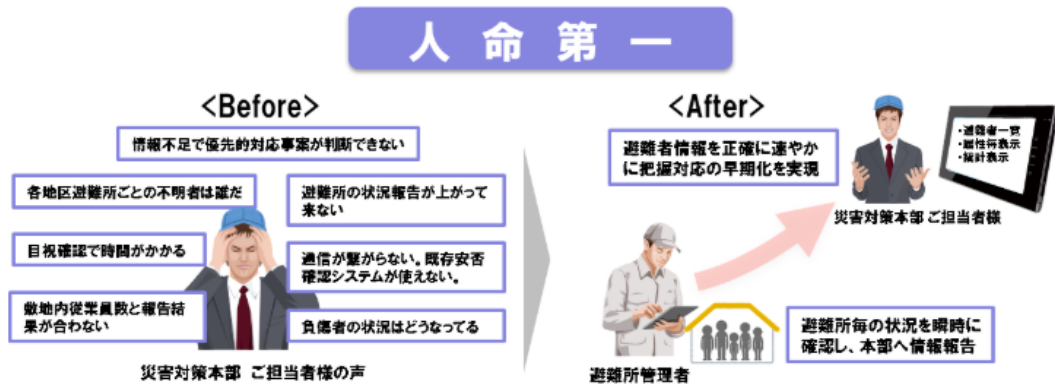 人命第一
<Before>
情報不足で優先的対応事案が判断できない
各地区避難所ごとの不明者は誰だ
避難所の状況報告が上がって
来ない
目視確認で時間がかかる
通信が繋がらない。既存安否
確認システムが使えない。
敷地内従業員数と報告結
果が合わない
負傷者の状況はどうなってる
災害対策本部 ご担当者様の声
<After>
避難者情報を正確に速やか
に把握対応の早期化を実現
・避難者一覧
・属性毎表示
・統計表示
災害対策本部 ご担当者様
避難所毎の状況を瞬時に
確認し、本部へ情報報告
避難所管理者